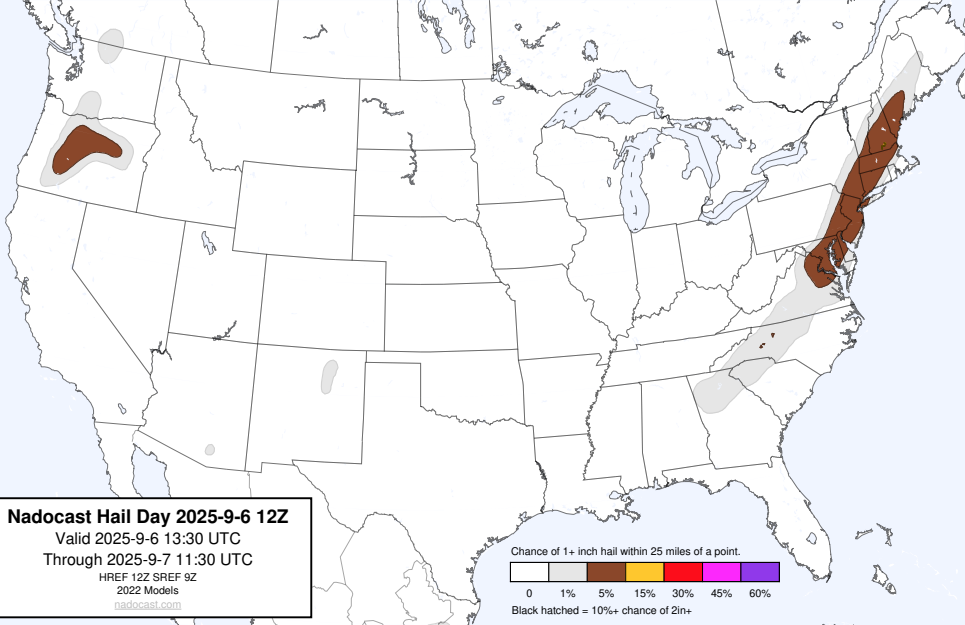 Nadocast Hail Day 2025-9-6 12Z
Valid 2025-9-6 13:30 UTC
Through 2025-9-7 11:30 UTC
HREF 12Z SREF 9Z
2022 Models
nadocast.com
Chance of 1+ inch hail within 25 miles of a point.
0 1% 5% 15% 30% 45% 60%
Black hatched = 10%+ chance of 2in+